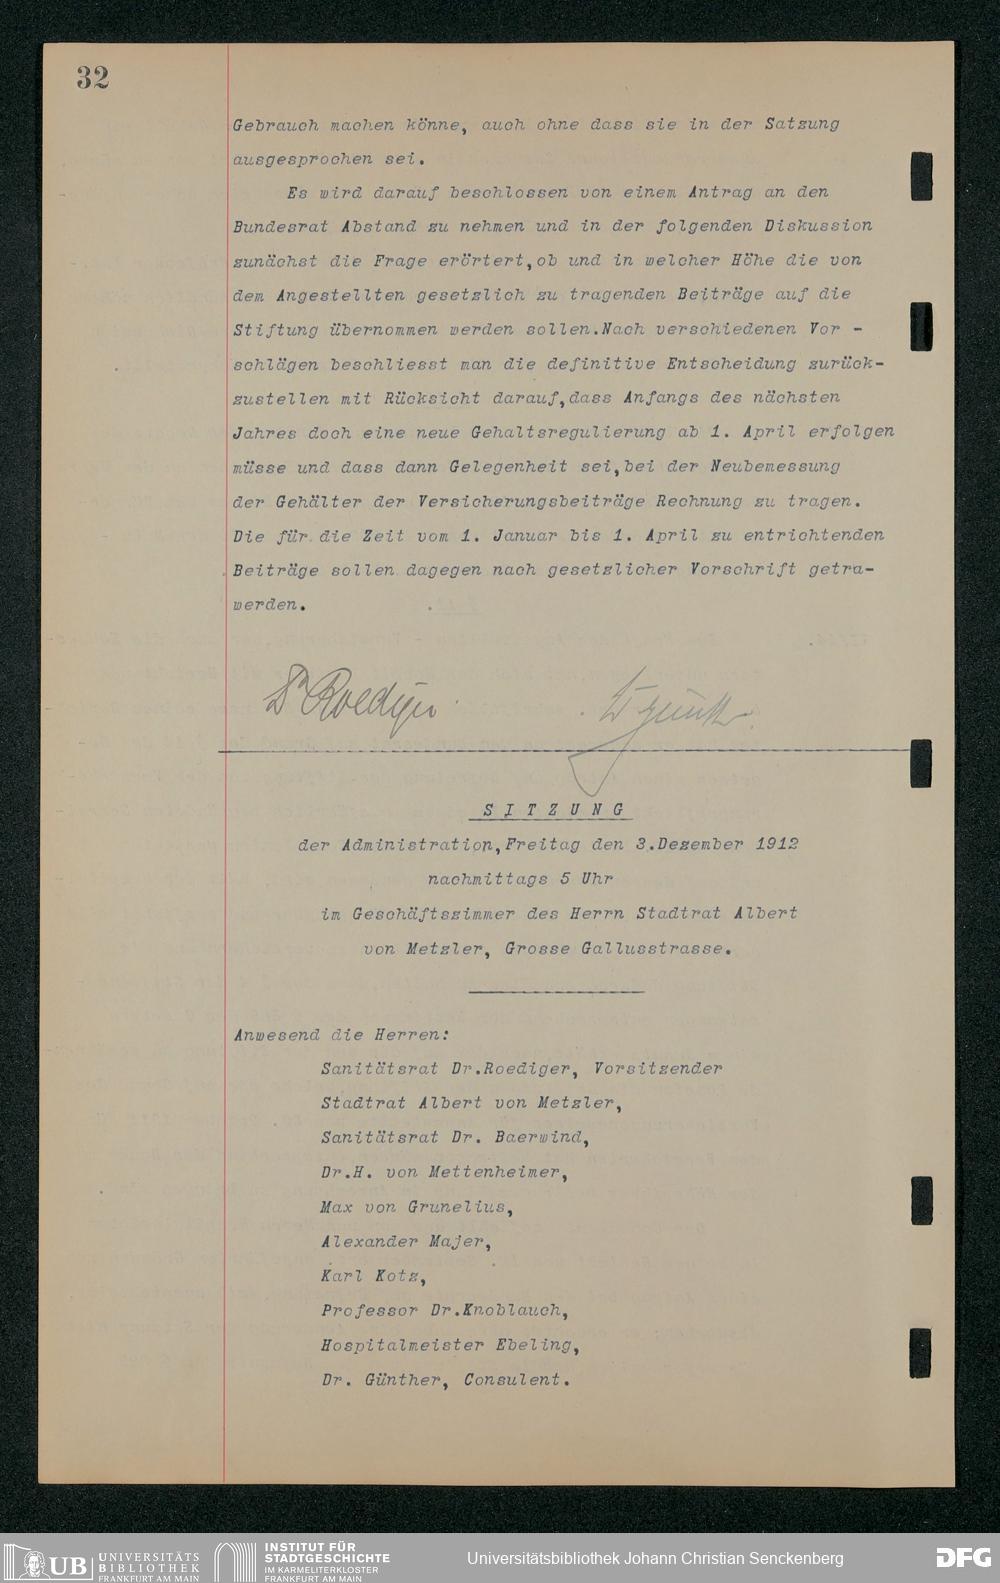 32
Gebrauch machen könne, auch ohne dass sie in der Satzung
ausgesprochen sei.
Es wird darauf beschlossen von einem Antrag an den
Bundesrat Abstand zu nehmen und in der folgenden Diskussion
zunächst die Frage erörtert,ob und in welcher Höhe die von
dem Angestellten gesetzlich zu tragenden Beiträge auf die
Stiftung übernommen werden sollen.Nach verschiedenen Vor -
schlägen beschliesst man die definitive Entscheidung zurück-
zustellen mit Rücksicht darauf,dass Anfangs des nächsten
Jahres doch eine neue Gehaltsregulierung ab 1. April erfolgen
müsse und dass dann Gelegenheit sei,bei der Neubemessung
der Gehälter der Versicherungsbeiträge Rechnung zu tragen.
Die für die Zeit vom 1. Januar bis 1. April zu entrichtenden
Beiträge sollen dagegen nach gesetzlicher Vorschrift getra-
werden.
Dr Roediger
SITZUNG
der Administration,Freitag den 3.Dezember 1912
nachmittags 5 Uhr
im Geschäftszimmer des Herrn Stadtrat Albert
von Metzler, Grosse Gallusstrasse.
Anwesend die Herren:
Sanitätsrat Dr.Roediger, Vorsitzender
Stadtrat Albert von Metzler,
Sanitätsrat Dr. Baerwind,
Dr.H. von Mettenheimer,
Max von Grunelius,
Alexander Majer,
Karl Kotz,
Professor Dr.Knoblauch,
Hospitalmeister Ebeling,
Dr. Günther, Consulent.
UB UNIVERSITÄTS
BIBLIOTHEK
FRANKFURT AM MAIN
INSTITUT FÜR
STADTGESCHICHTE
IM KARMELITERKLOSTER
FRANKFURT AM MAIN
Universitätsbibliothek Johann Christian Senckenberg
DFG